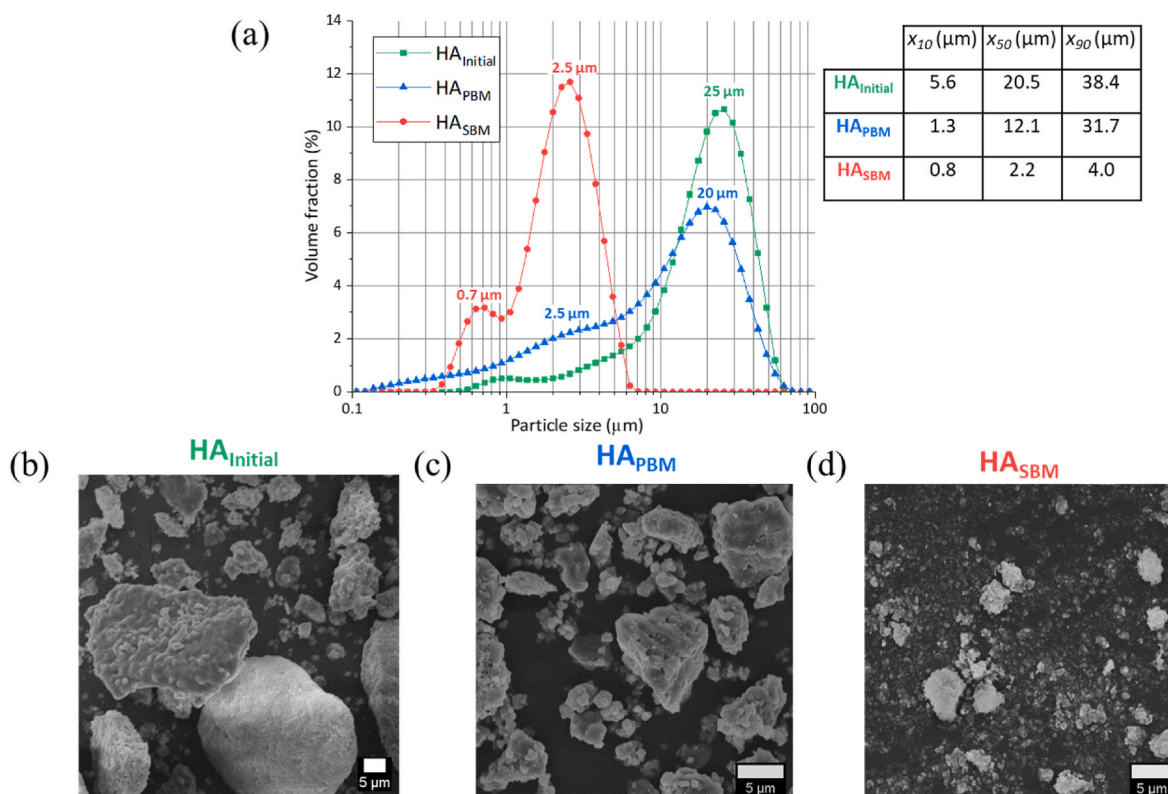 (a)
14
12
10
8
6
4
2
0
Volume fraction (%)
HAInitial
HAPBM
HASBM
2.5 µm
25 µm
20 µm
0.7 µm
2.5 µm
0.1 1 10 100
Particle size (µm)
x10 (µm) x50 (µm) x90 (µm)
HAInitial 5.6 20.5 38.4
HAPBM 1.3 12.1 31.7
HASBM 0.8 2.2 4.0
(b) HAInitial
5 µm
(c) HAPBM
5 µm
(d) HASBM
5 µm